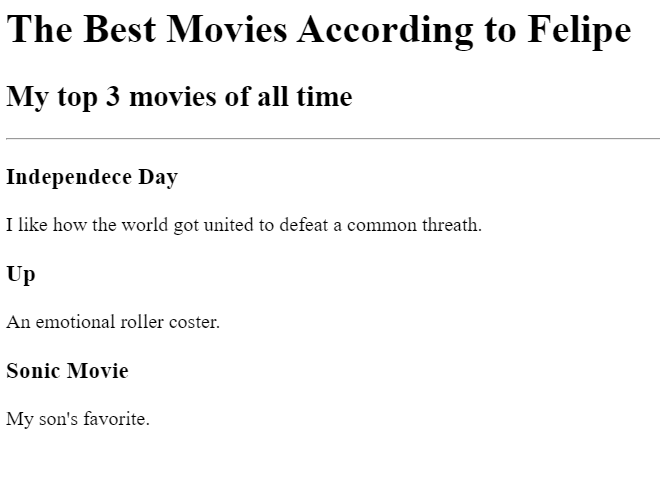 The Best Movies According to Felipe
My top 3 movies of all time
Independece Day
I like how the world got united to defeat a common threath.
Up
An emotional roller coster.
Sonic Movie
My son's favorite.